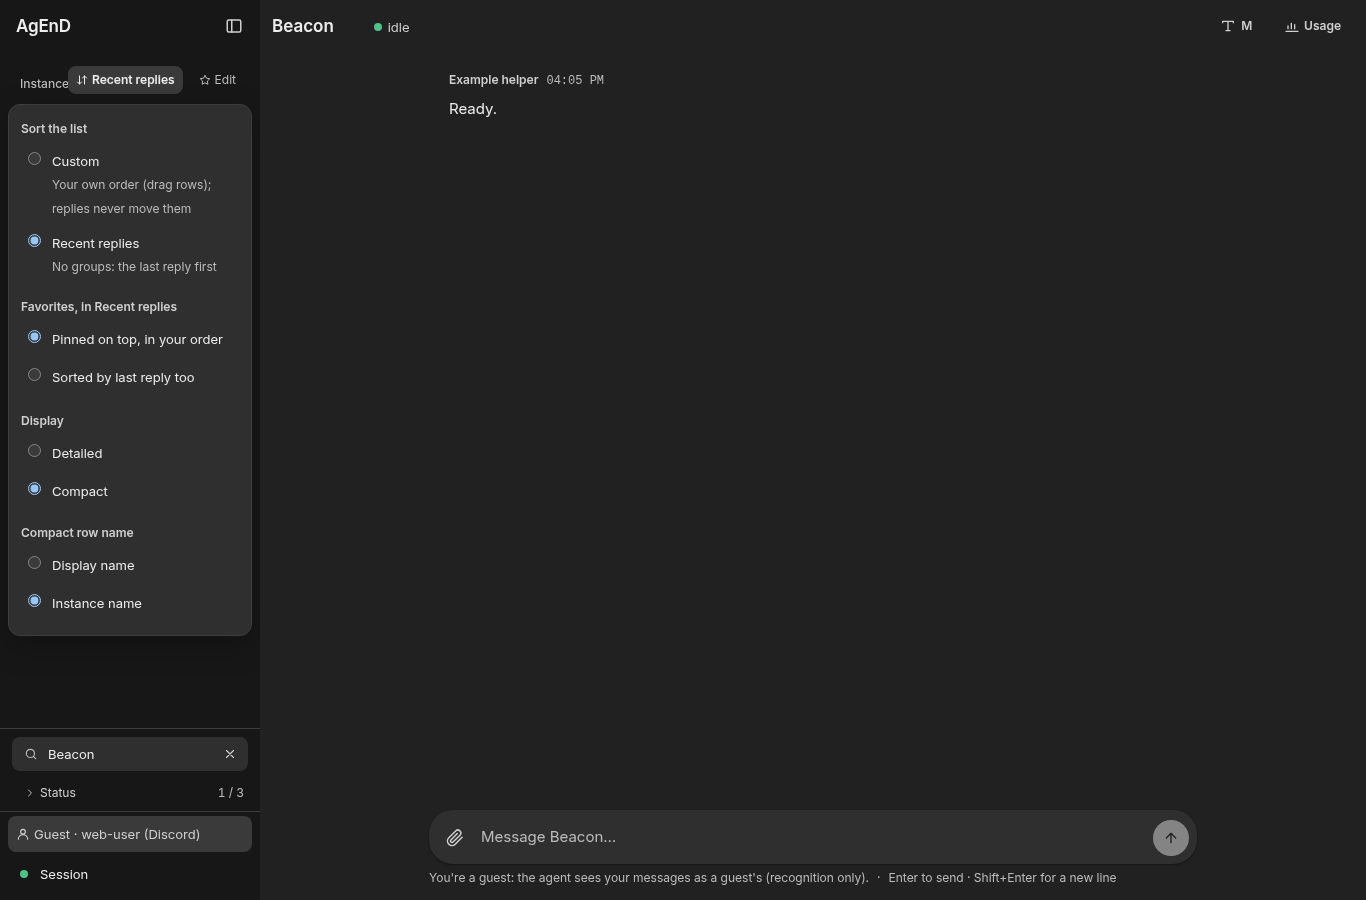 AgEnD
Beacon
idle
M
Usage
Instance
Recent replies
Edit
Sort the list
Custom
Your own order (drag rows);
replies never move them
Recent replies
No groups: the last reply first
Favorites, in Recent replies
Pinned on top, in your order
Sorted by last reply too
Display
Detailed
Compact
Compact row name
Display name
Instance name
Beacon
Status 1 / 3
Guest · web-user (Discord)
Session
Example helper 04:05 PM
Ready.
Message Beacon...
You're a guest: the agent sees your messages as a guest's (recognition only). · Enter to send · Shift+Enter for a new line